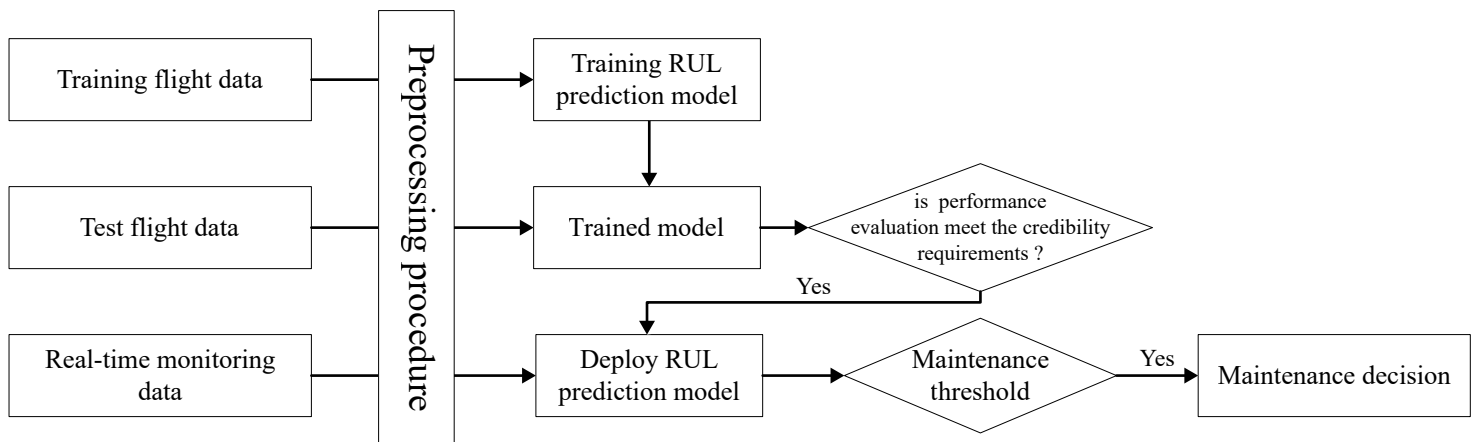 Training flight data
Preprocessing procedure
Training RUL
prediction model
Test flight data
Trained model
is performance
evaluation meet the credibility
requirements ?
Yes
Real-time monitoring
data
Deploy RUL
prediction model
Maintenance
threshold
Yes
Maintenance decision